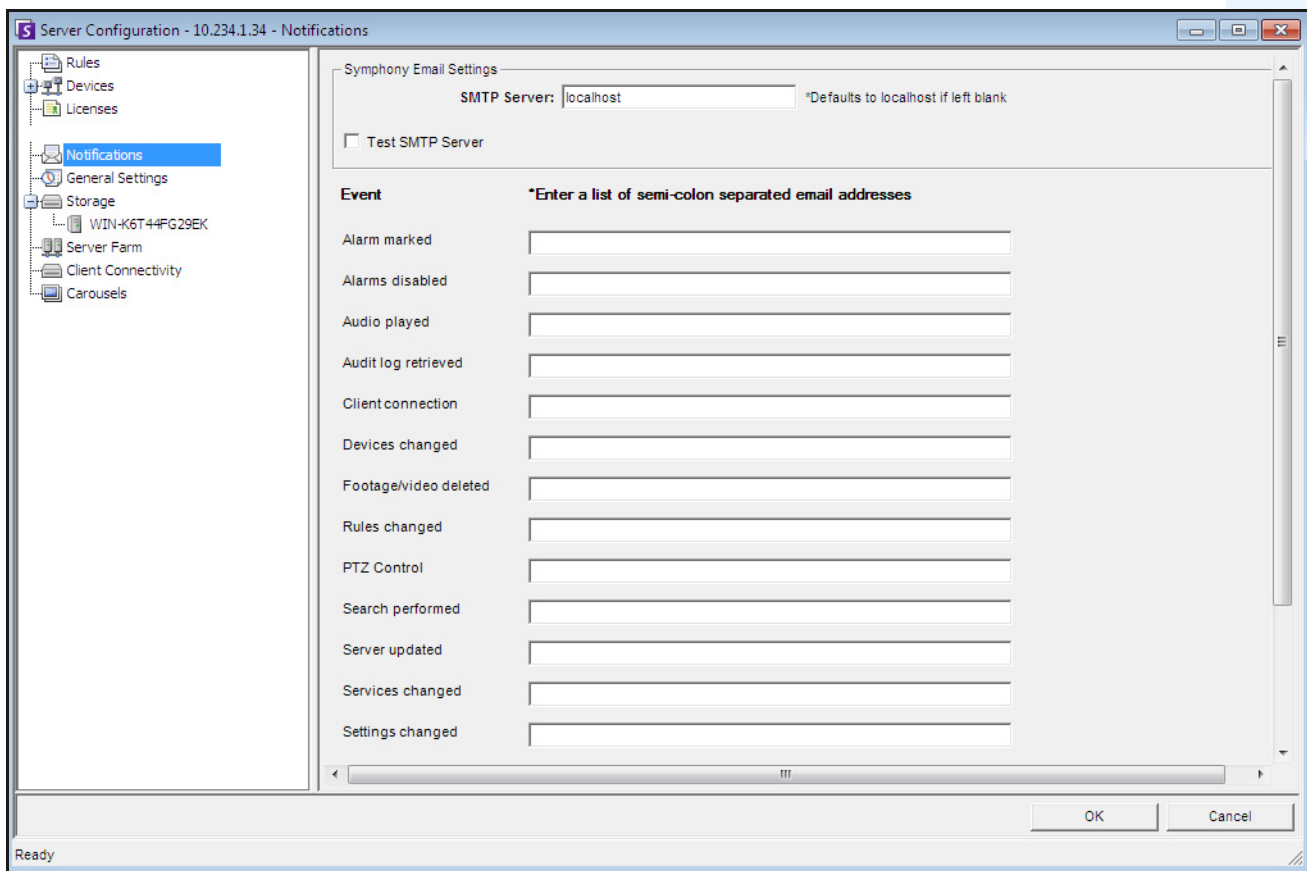 Server Configuration - 10.234.1.34 - Notifications
Rules
Devices
Licenses
Notifications
General Settings
Storage
WIN-K6T44FG29EK
Server Farm
Client Connectivity
Carousels
Symphony Email Settings
SMTP Server: localhost *Defaults to localhost if left blank
Test SMTP Server
Event *Enter a list of semi-colon separated email addresses
Alarm marked
Alarms disabled
Audio played
Audit log retrieved
Client connection
Devices changed
Footage/video deleted
Rules changed
PTZ Control
Search performed
Server updated
Services changed
Settings changed
OK Cancel
Ready